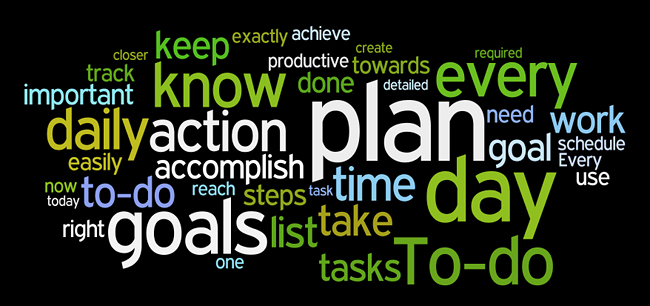 exactly achieve
closer keep productive create required
track know done towards every
important detailed
daily action plan need work
easily accomplish goal schedule
Every
now to-do reach steps task time day use
today
right goals list take
one tasks To-do